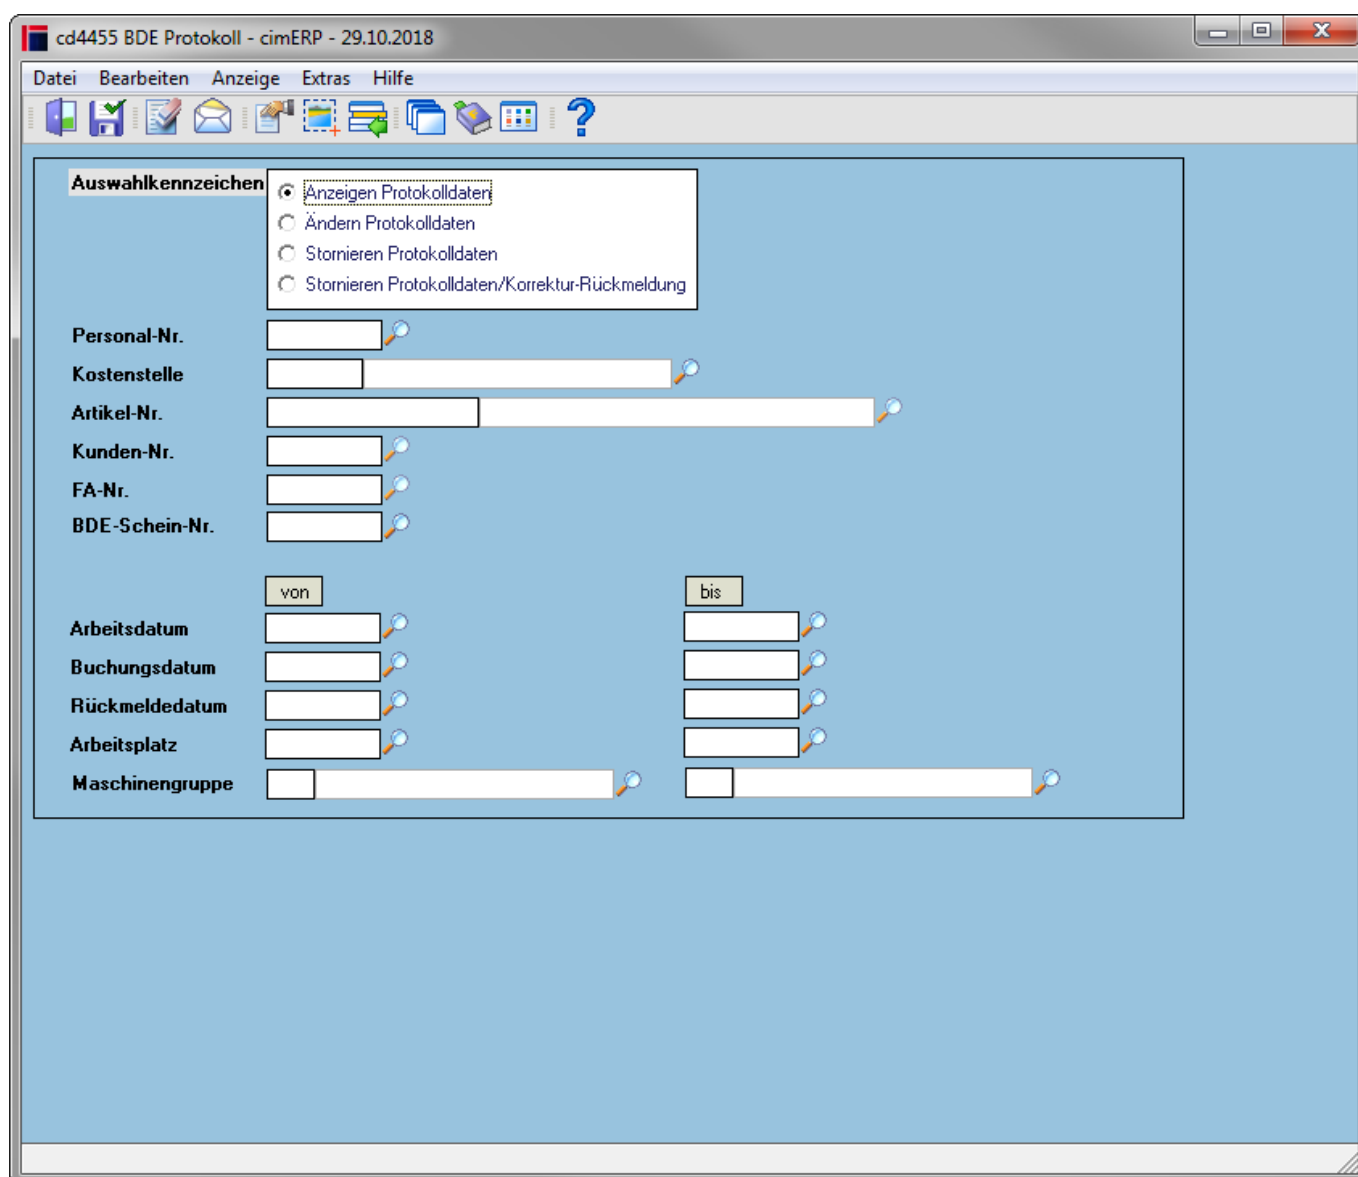 cd4455 BDE Protokoll - cimERP - 29.10.2018
Datei Bearbeiten Anzeige Extras Hilfe
Auswahlkennzeichen
Anzeigen Protokolldaten
Ändern Protokolldaten
Stornieren Protokolldaten
Stornieren Protokolldaten/Korrektur-Rückmeldung
Personal-Nr.
Kostenstelle
Artikel-Nr.
Kunden-Nr.
FA-Nr.
BDE-Schein-Nr.
von bis
Arbeitsdatum
Buchungsdatum
Rückmeldedatum
Arbeitsplatz
Maschinengruppe